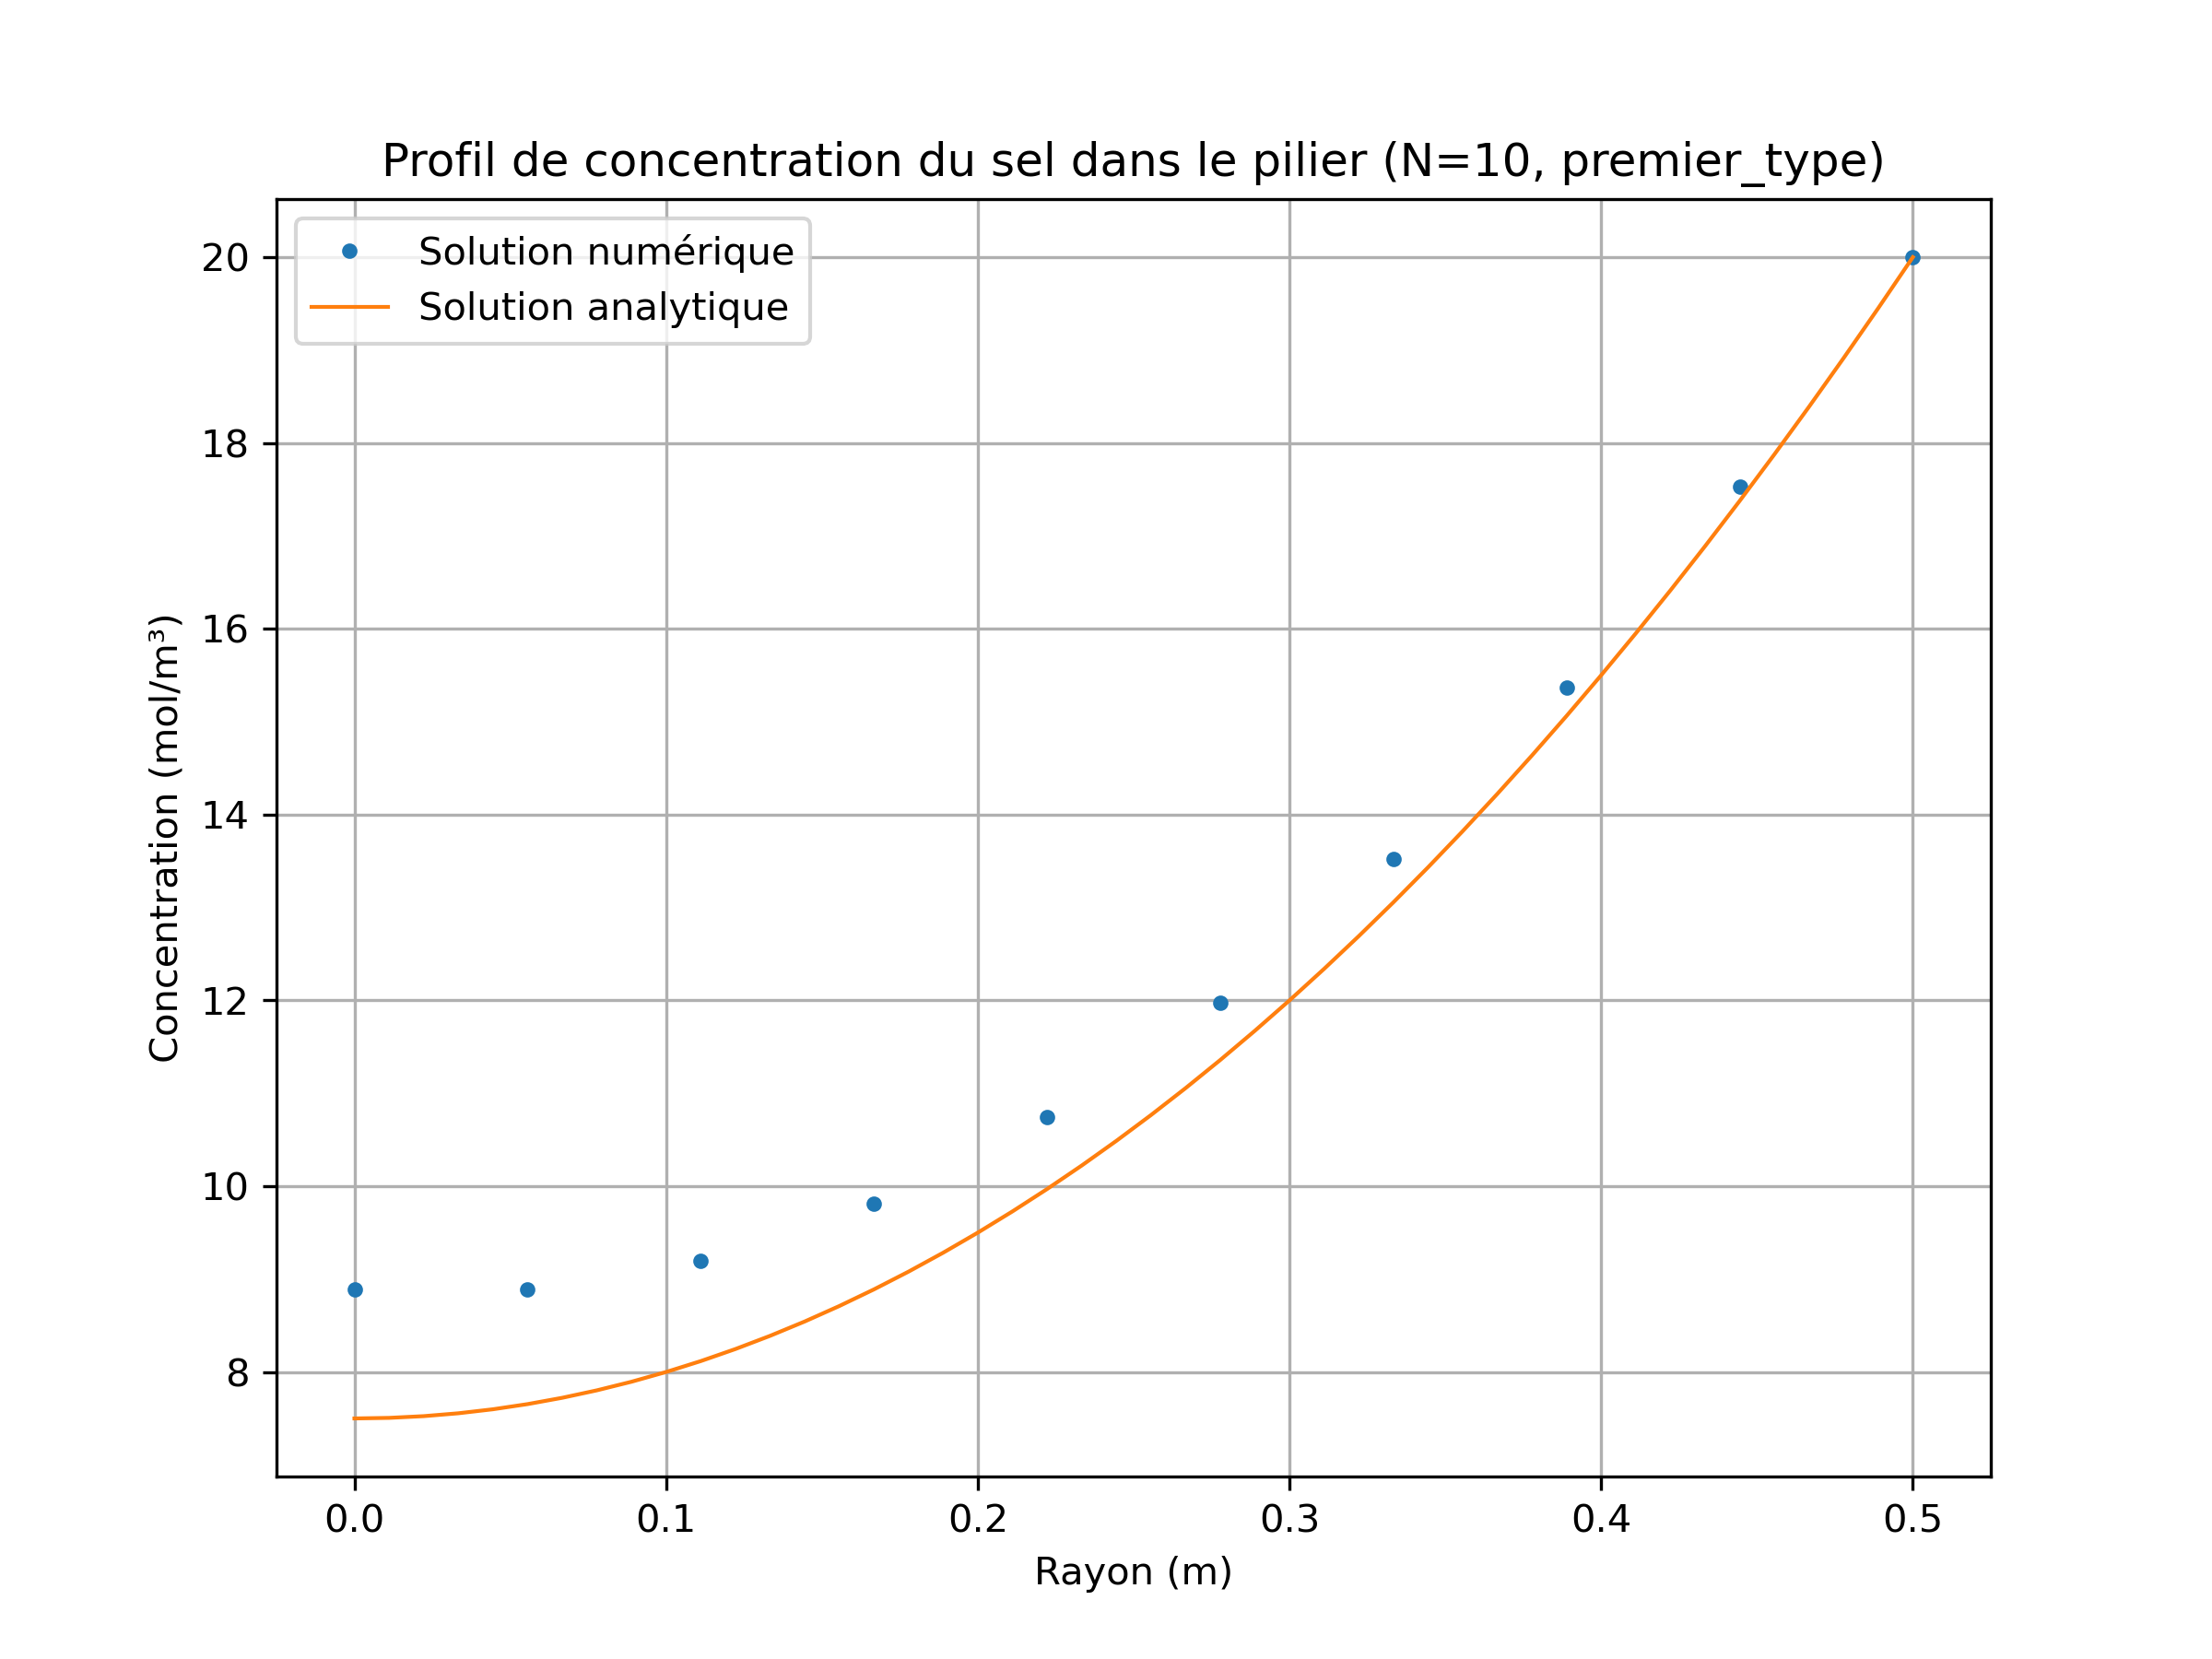 Profil de concentration du sel dans le pilier (N=10, premier_type)
Solution numérique
Solution analytique
20
18
16
14
12
10
8
Concentration (mol/m³)
0.0 0.1 0.2 0.3 0.4 0.5
Rayon (m)